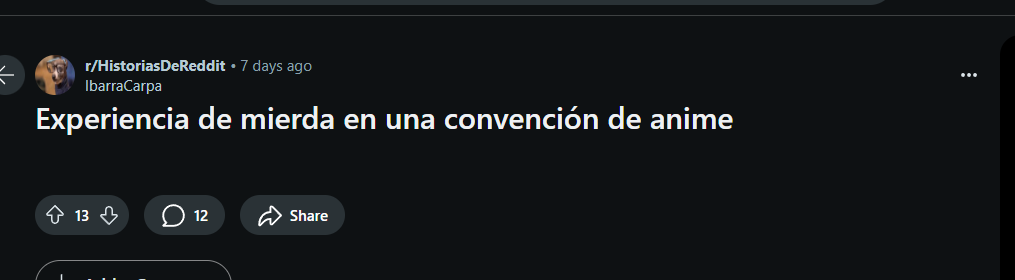 r/HistoriasDeReddit • 7 days ago
IbarraCarpa
Experiencia de mierda en una convención de anime
13
12
Share